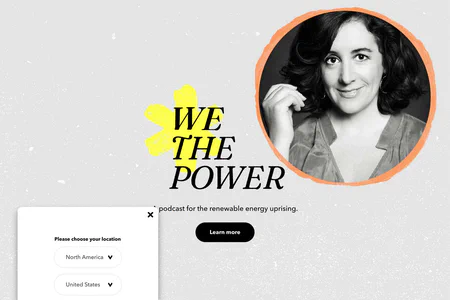 WE
THE
POWER
A podcast for the renewable energy uprising.
Learn more
Please choose your location
North America
United States